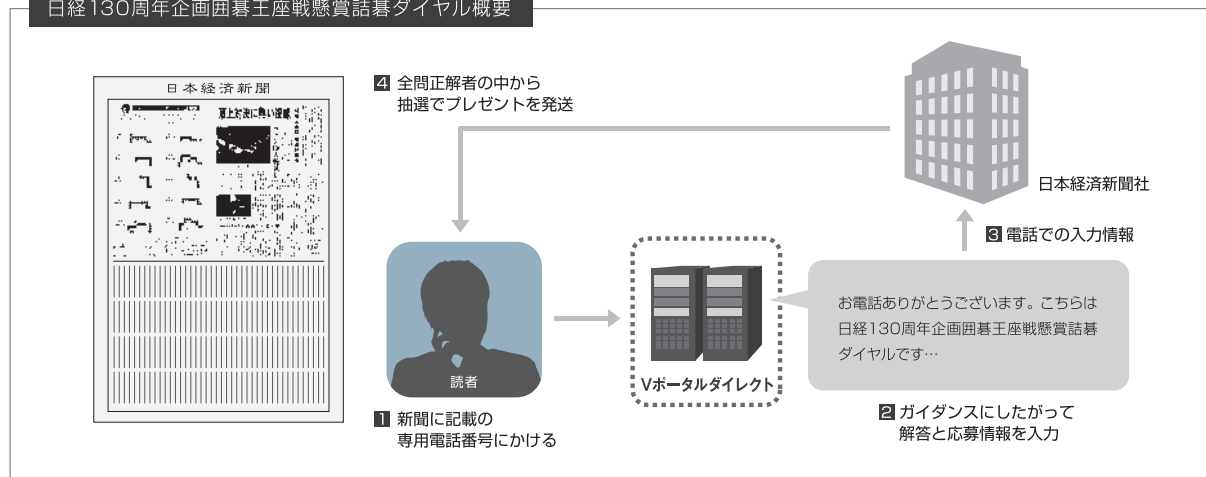 日経130周年企画囲碁王座戦懸賞詰碁ダイヤル概要
日本経済新聞
頂上対決に熱い視線
4 全問正解者の中から
抽選でプレゼントを発送
日本経済新聞社
3 電話での入力情報
お電話ありがとうございます。こちらは
日経130周年企画囲碁王座戦懸賞詰碁
ダイヤルです…
読者
Vポータルダイレクト
1 新聞に記載の
専用電話番号にかける
2 ガイダンスにしたがって
解答と応募情報を入力